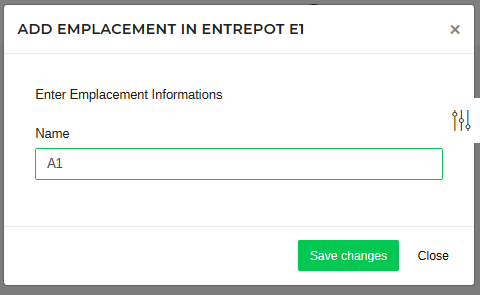 ADD EMPLACEMENT IN ENTREPOT E1
×
Enter Emplacement Informations
Name
A1
Save changes
Close